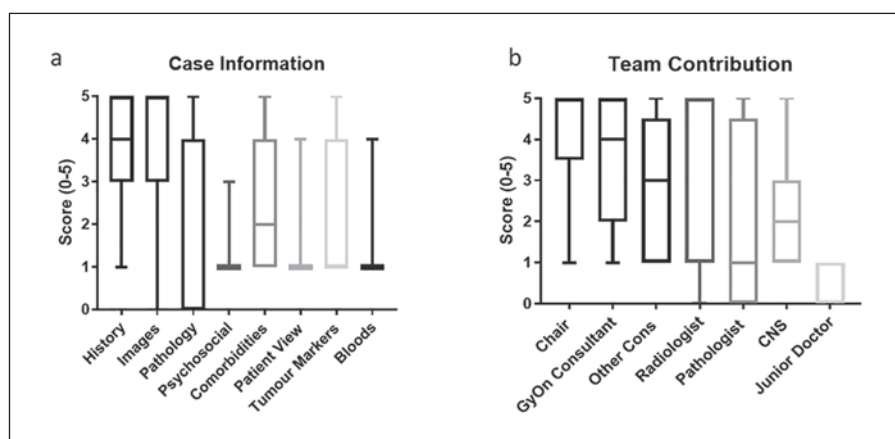 a
Case Information
Score (0-5)
5
4
3
2
1
0
History
Images
Pathology
Psychosocial
Comorbidities
Patient View
Tumour Markers
Bloods
b
Team Contribution
Score (0-5)
5
4
3
2
1
0
Chair
GyOn Consultant
Other Cons
Radiologist
Pathologist
CNS
Junior Doctor